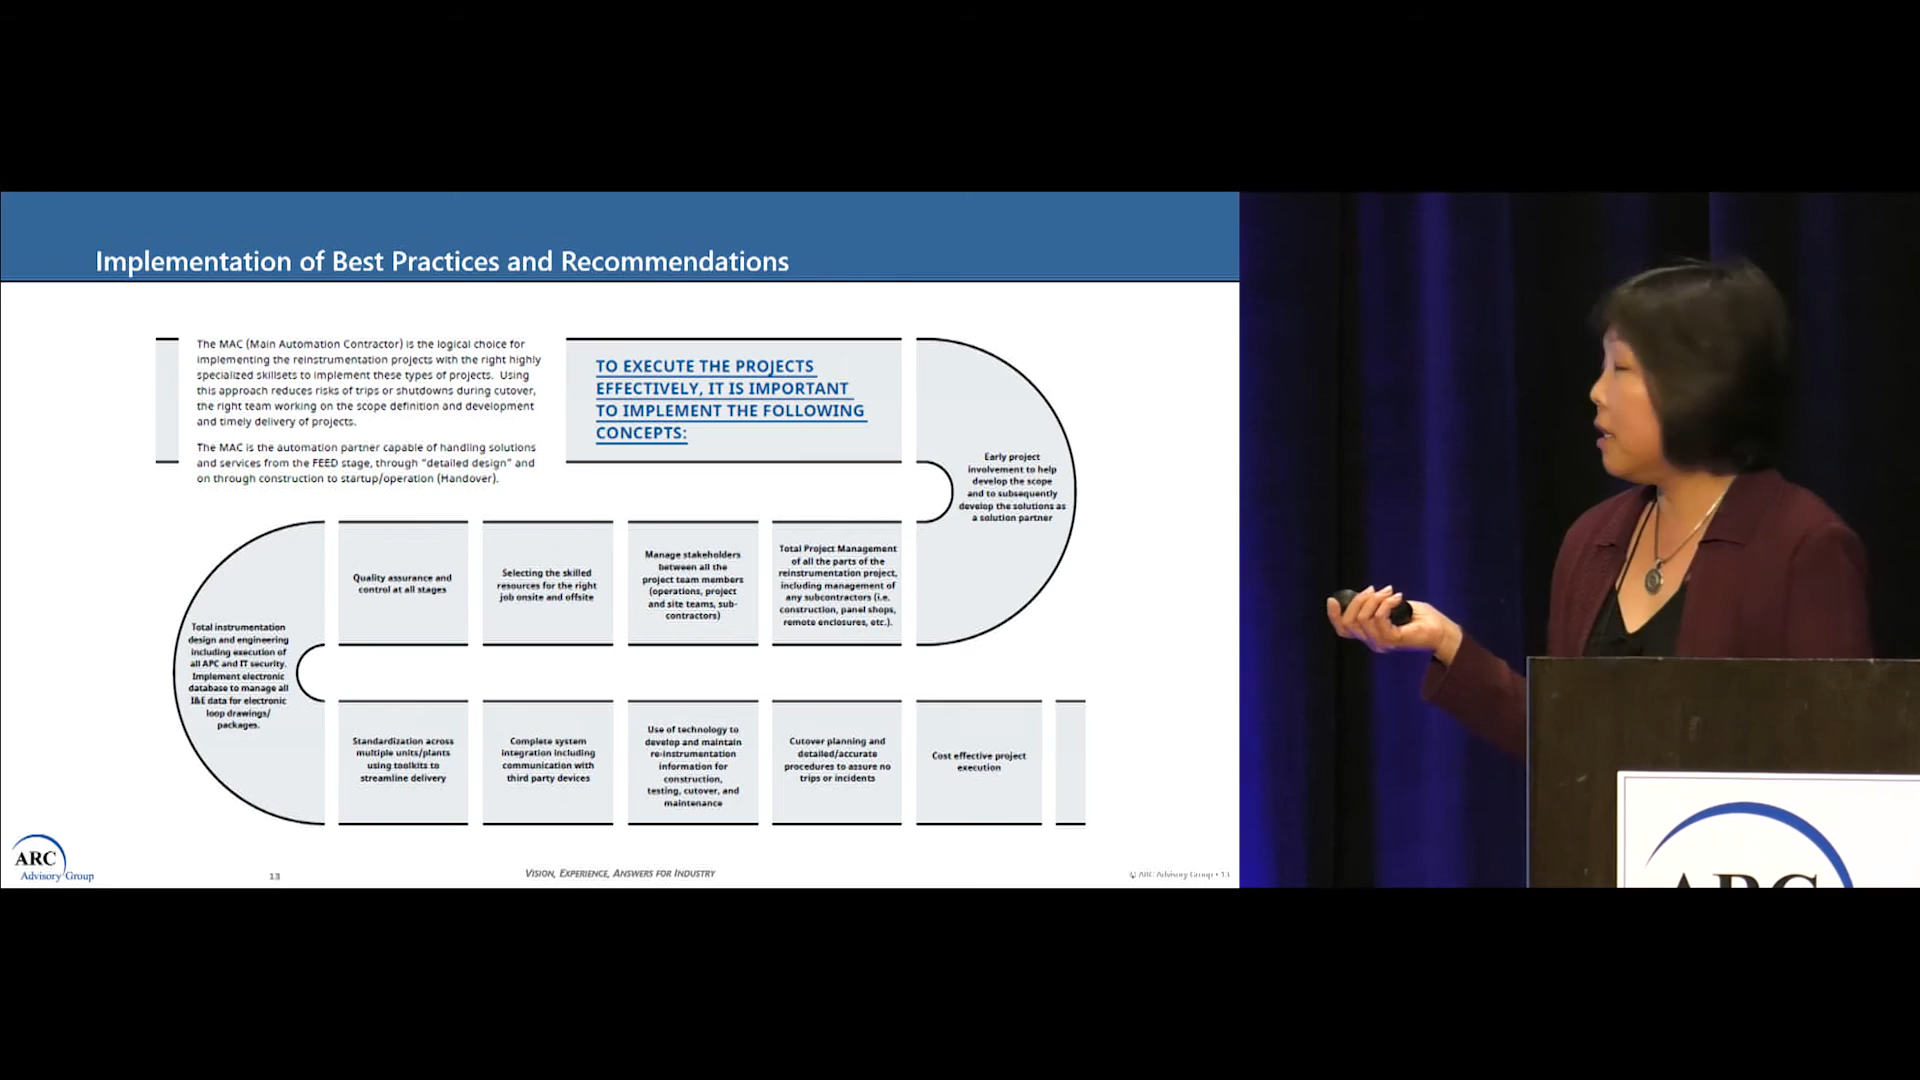 Implementation of Best Practices and Recommendations
The MAC (Main Automation Contractor) is the logical choice for
implementing the reinstrumentation projects with the right highly
specialized skillsets to implement these types of projects. Using
this approach reduces risks of trips or shutdowns during cutover,
the right team working on the scope definition and development
and timely delivery of projects.
The MAC is the automation partner capable of handling solutions
and services from the FEED stage, through "detailed design" and
on through construction to startup/operation (Handover).
TO EXECUTE THE PROJECTS
EFFECTIVELY, IT IS IMPORTANT
TO IMPLEMENT THE FOLLOWING
CONCEPTS:
Early project
involvement to help
develop the scope
and to subsequently
develop the solutions as
a solution partner
Total Project Management
of all the parts of the
reinstrumentation project,
including management of
any subcontractors (i.e.
construction, panel shops,
remote enclosures, etc.).
Manage stakeholders
between all the
project team members
(operations, project
and site teams, sub-
contractors)
Selecting the skilled
resources for the right
job onsite and offsite
Quality assurance and
control at all stages
Total instrumentation
design and engineering
including execution of
all APC and IT security.
Implement electronic
database to manage all
I&E data for electronic
loop drawings/
packages.
Standardization across
multiple units/plants
using toolkits to
streamline delivery
Complete system
integration including
communication with
third party devices
Use of technology to
develop and maintain
re-instrumentation
information for
construction,
testing, cutover, and
maintenance
Cutover planning and
detailed/accurate
procedures to assure no
trips or incidents
Cost effective project
execution
ARC
Advisory Group
13
VISION, EXPERIENCE, ANSWERS FOR INDUSTRY
© ARC Advisory Group • 13
ARC